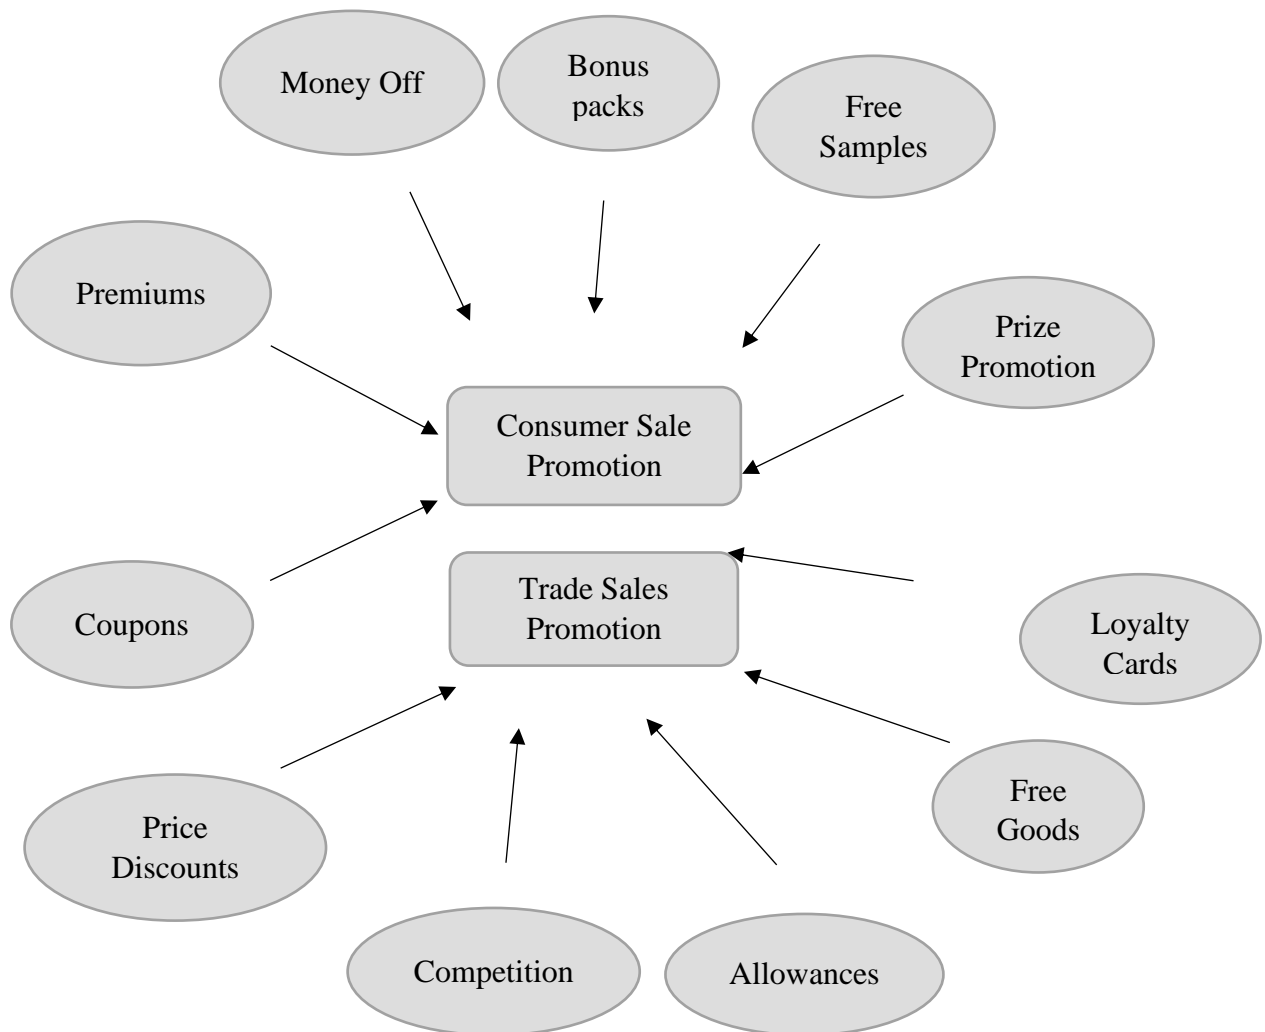 Money Off
Bonus
packs
Free
Samples
Premiums
Prize
Promotion
Consumer Sale
Promotion
Trade Sales
Promotion
Coupons
Loyalty
Cards
Price
Discounts
Free
Goods
Competition
Allowances